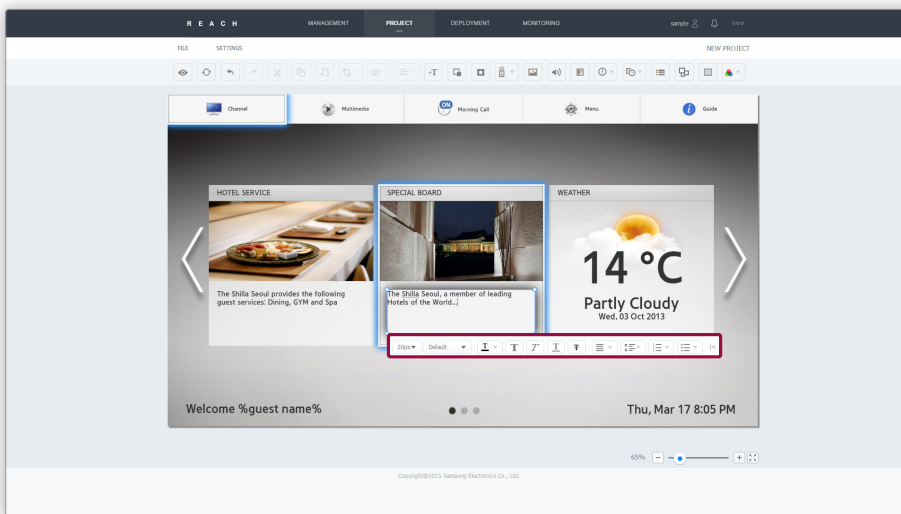 REACH
MANAGEMENT
PROJECT
DEPLOYMENT
MONITORING
sample
FILE
SETTINGS
NEW PROJECT
Channel
Multimedia
ON
Morning Call
Menu
Guide
HOTEL SERVICE
SPECIAL BOARD
WEATHER
14 °C
Partly Cloudy
Wed, 03 Oct 2013
The Shilla Seoul provides the following
guest services: Dining, GYM and Spa
The Shilla Seoul, a member of leading
Hotels of the World...
20px
Default
Welcome %guest name%
Thu, Mar 17 8:05 PM
65%
Copyright@2015 Samsung Electronics Co., Ltd.